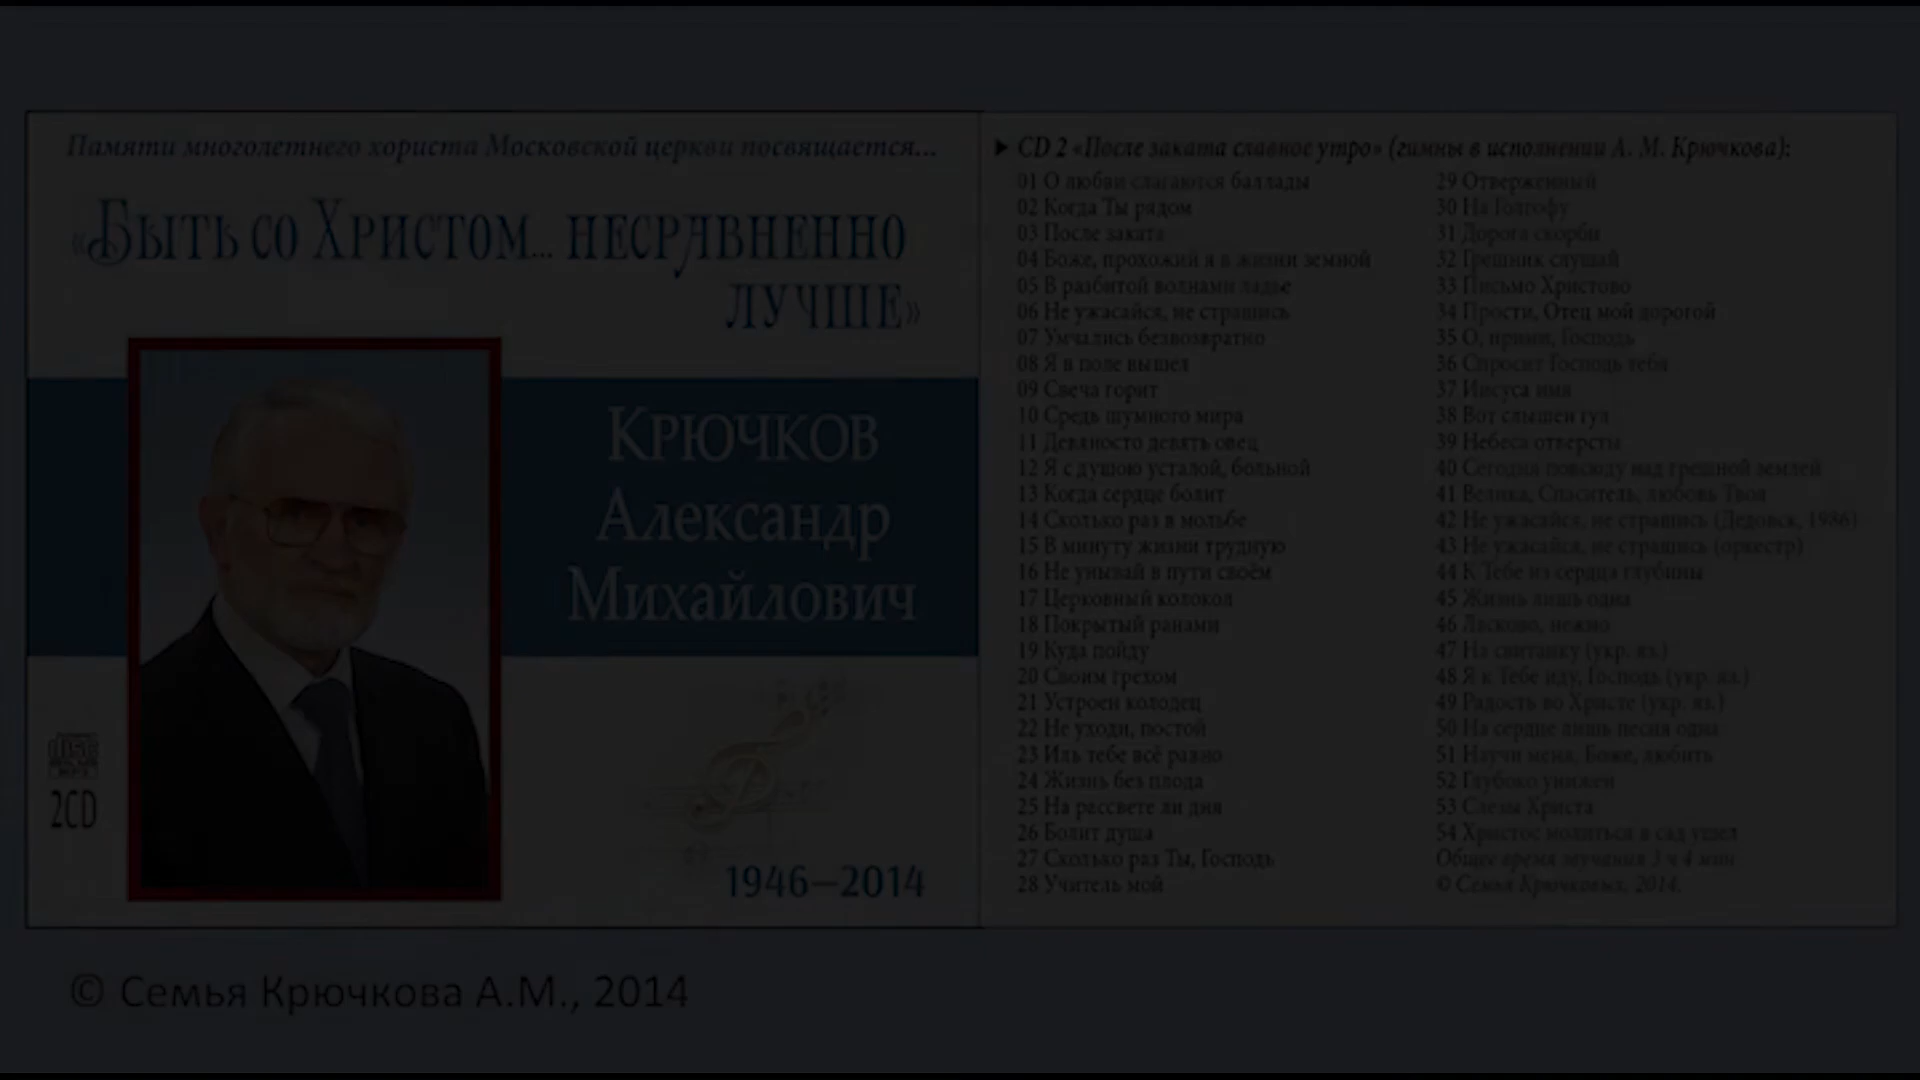 Памяти многолетнего хориста Московской церкви посвящается...
«Быть со Христом... несравненно
лучше»
Крючков
Александр
Михайлович
2CD
1946–2014
CD 2 «После заката славное утро» (гимны в исполнении А. М. Крючкова):
01 О любви слагаются баллады
02 Когда Ты рядом
03 После заката
04 Боже, прохожий я в жизни земной
05 В разбитой волнами ладье
06 Не ужасайся, не страшись
07 Умчались безвозвратно
08 Я в поле вышел
09 Свеча горит
10 Средь шумного мира
11 Девяносто девять овец
12 Я с душою усталой, больной
13 Когда сердце болит
14 Сколько раз в мольбе
15 В минуту жизни трудную
16 Не унывай в пути своём
17 Церковный колокол
18 Покрытый ранами
19 Куда пойду
20 Своим грехом
21 Устроен колодец
22 Не уходи, постой
23 Иль тебе всё равно
24 Жизнь без плода
25 На рассвете ли дня
26 Болит душа
27 Сколько раз Ты, Господь
28 Учитель мой
29 Отверженный
30 На Голгофу
31 Дорога скорби
32 Грешник слушай
33 Письмо Христово
34 Прости, Отец мой дорогой
35 О, прими, Господь
36 Спросит Господь тебя
37 Иисуса имя
38 Вот слышен гул
39 Небеса отверсты
40 Сегодня повсюду над грешной землей
41 Велика, Спаситель, любовь Твоя
42 Не ужасайся, не страшись (Дедовск, 1986)
43 Не ужасайся, не страшись (оркестр)
44 К Тебе из сердца глубины
45 Жизнь лишь одна
46 Ласково, нежно
47 На свитанку (укр. яз.)
48 Я к Тебе иду, Господь (укр. яз.)
49 Радость во Христе (укр. яз.)
50 На сердце лишь песня одна
51 Научи меня, Боже, любить
52 Глубоко унижен
53 Слезы Христа
54 Христос молиться в сад ушел
Общее время звучания 3 ч 4 мин
© Семья Крючковых, 2014.
© Семья Крючкова А.М., 2014